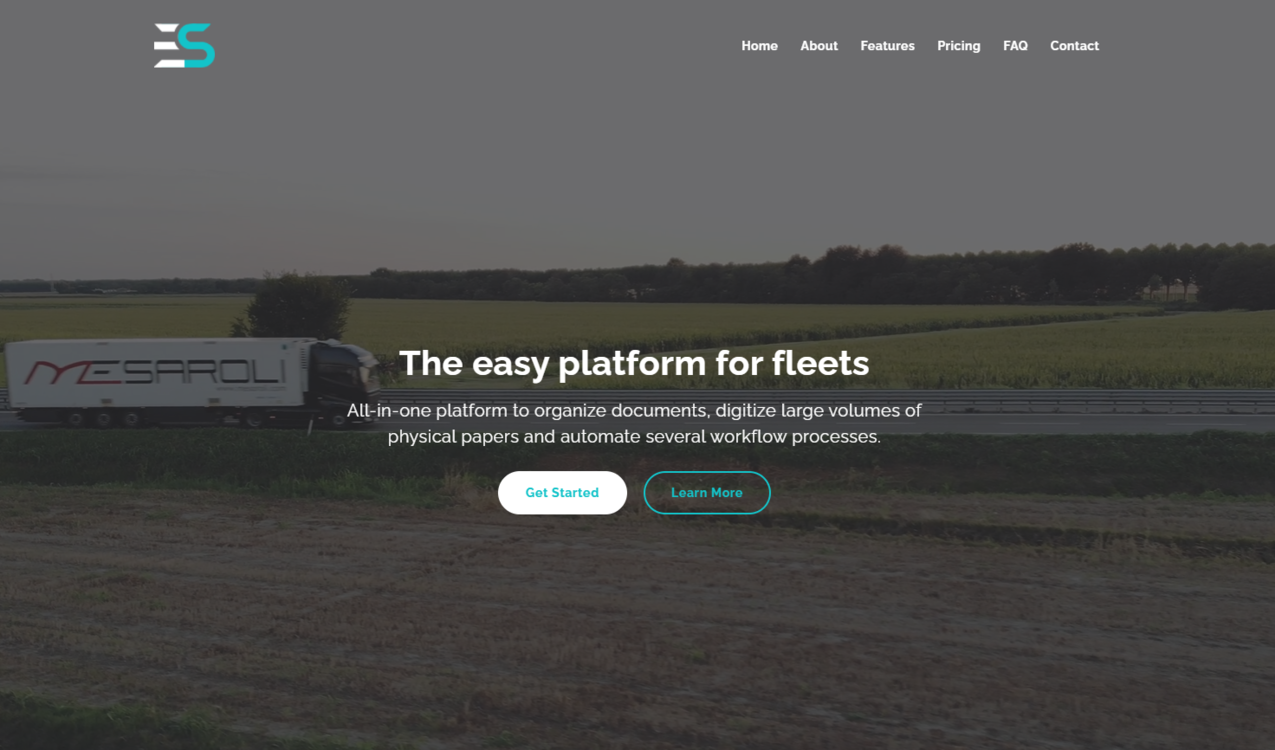 ES
Home About Features Pricing FAQ Contact
MESAROLI
The easy platform for fleets
All-in-one platform to organize documents, digitize large volumes of
physical papers and automate several workflow processes.
Get Started Learn More